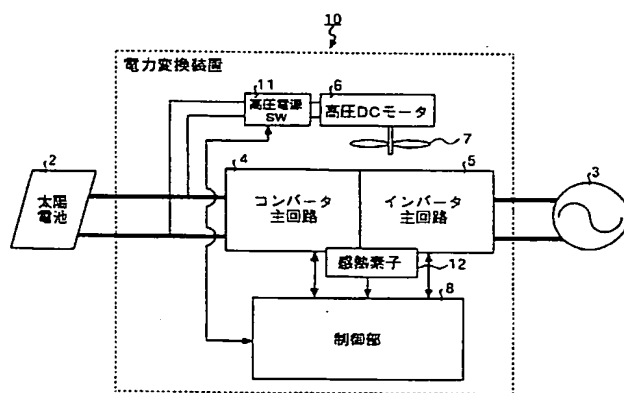 10
電力変換装置
11
高圧電源
SW
6
高圧DCモータ
7
2
太陽
電池
4
コンバータ
主回路
5
インバータ
主回路
3
感熱素子
12
8
制御部